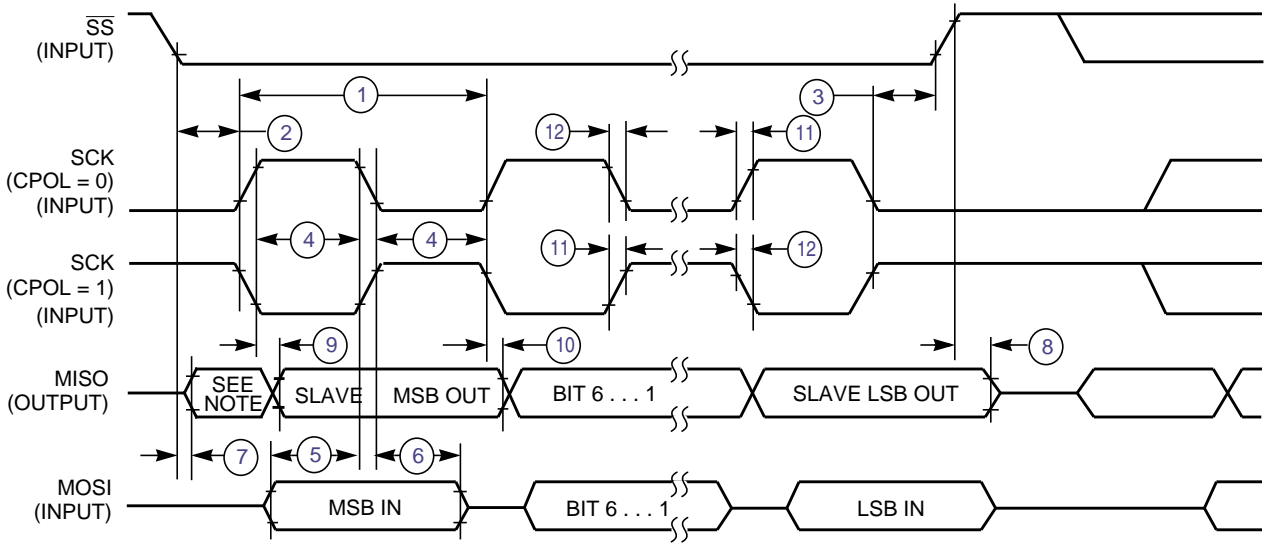 SS
(INPUT)
1
3
2
12
11
SCK
(CPOL = 0)
(INPUT)
4
4
11
12
SCK
(CPOL = 1)
(INPUT)
9
10
8
MISO
(OUTPUT)
SEE
NOTE
SLAVE
MSB OUT
BIT 6 . . . 1
SLAVE LSB OUT
7
5
6
MOSI
(INPUT)
MSB IN
BIT 6 . . . 1
LSB IN